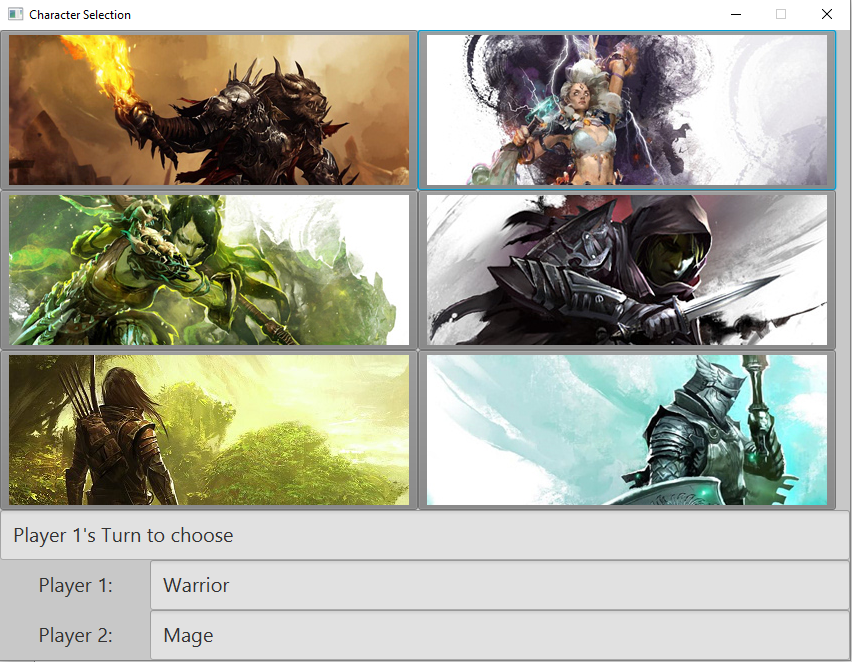 Character Selection
Player 1's Turn to choose
Player 1:
Warrior
Player 2:
Mage